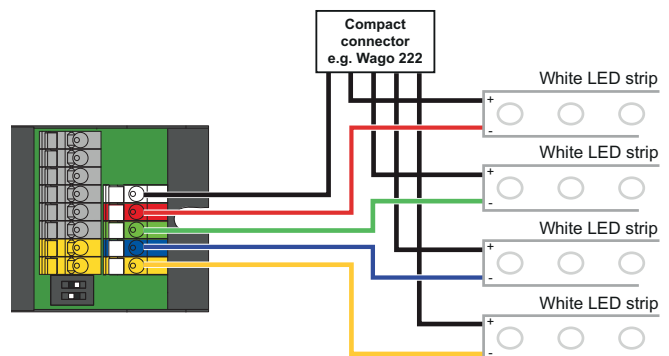 Compact
connector
e.g. Wago 222
White LED strip
+
-
White LED strip
+
-
White LED strip
+
-
White LED strip
+
-